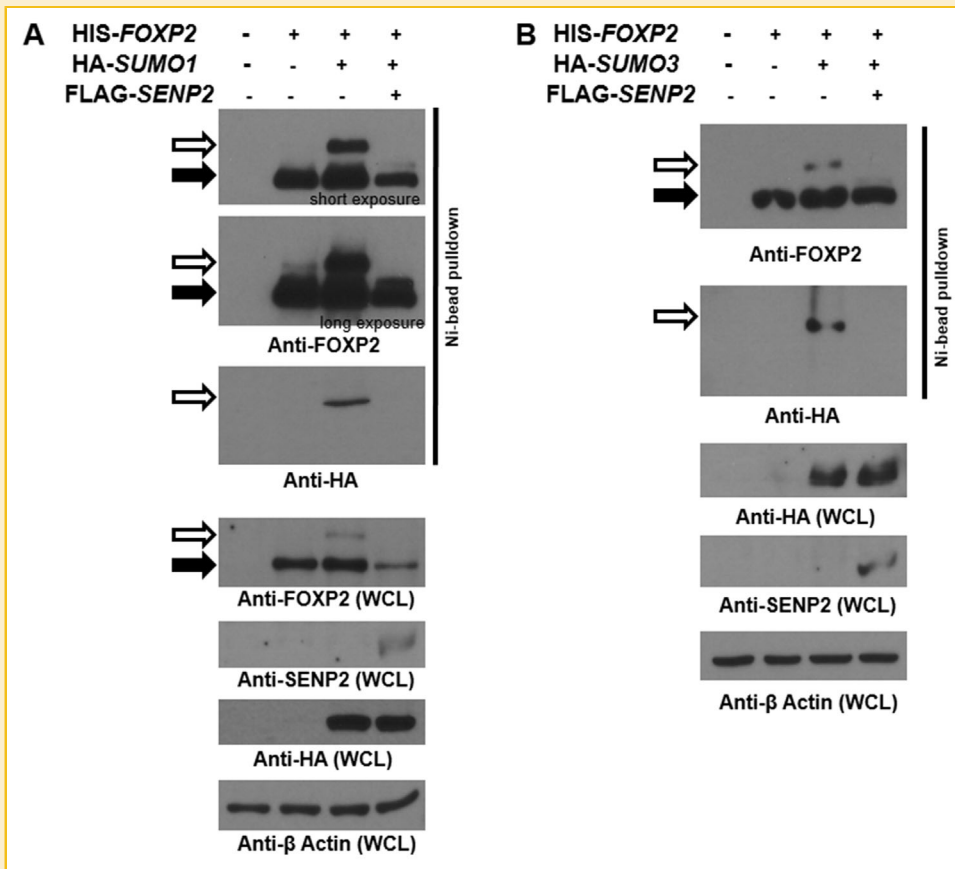 A
HIS-FOXP2 - + + +
HA-SUMO1 - - + +
FLAG-SENP2 - - - +
short exposure
long exposure
Anti-FOXP2
Anti-HA
Ni-bead pulldown
Anti-FOXP2 (WCL)
Anti-SENP2 (WCL)
Anti-HA (WCL)
Anti-β Actin (WCL)
B
HIS-FOXP2 - + + +
HA-SUMO3 - - + +
FLAG-SENP2 - - - +
Anti-FOXP2
Anti-HA
Ni-bead pulldown
Anti-HA (WCL)
Anti-SENP2 (WCL)
Anti-β Actin (WCL)